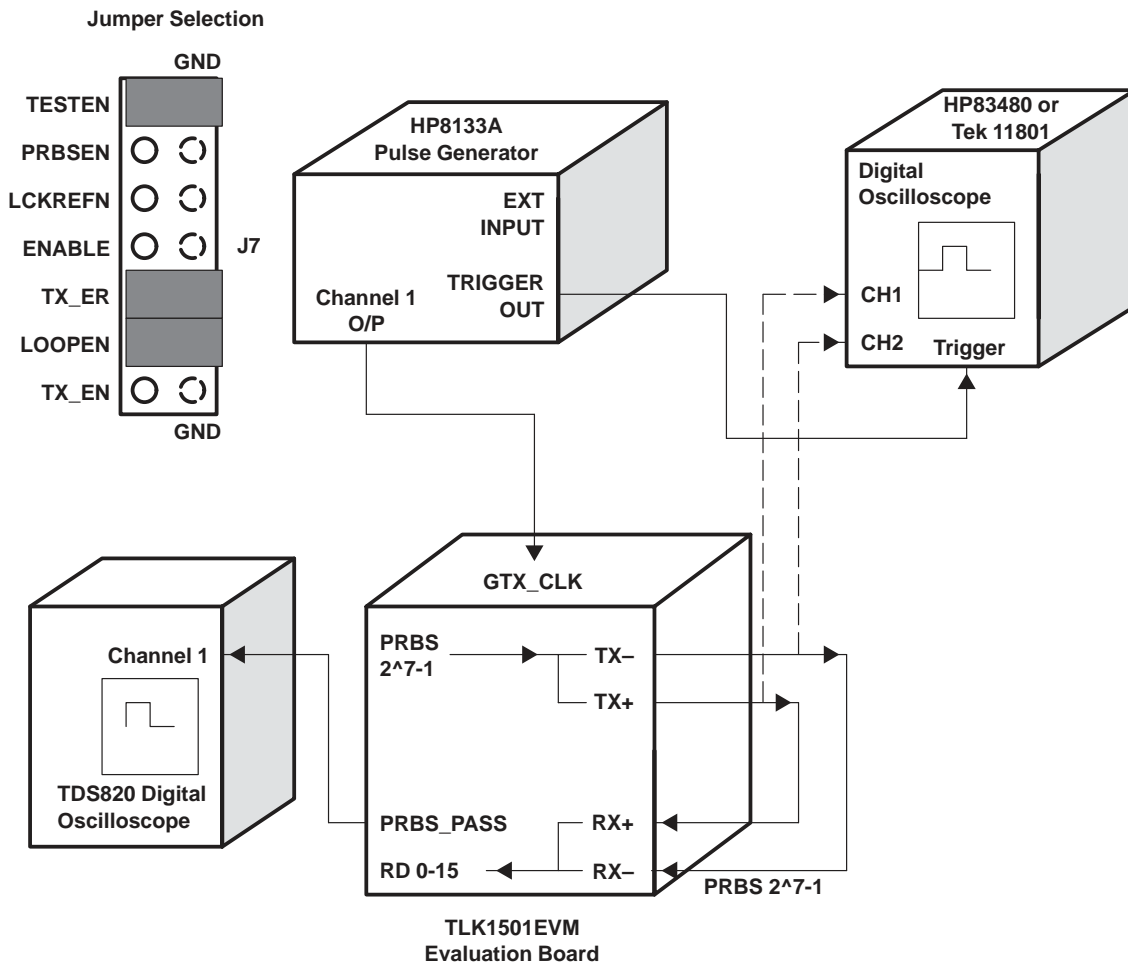 Jumper Selection
GND
TESTEN
PRBSEN
LCKREFN
ENABLE
J7
TX_ER
LOOPEN
TX_EN
GND
HP8133A
Pulse Generator
EXT
INPUT
TRIGGER
OUT
Channel 1
O/P
HP83480 or
Tek 11801
Digital
Oscilloscope
CH1
CH2
Trigger
GTX_CLK
PRBS
2^7-1
TX–
TX+
PRBS_PASS
RX+
RD 0-15
RX–
PRBS 2^7-1
Channel 1
TDS820 Digital
Oscilloscope
TLK1501EVM
Evaluation Board